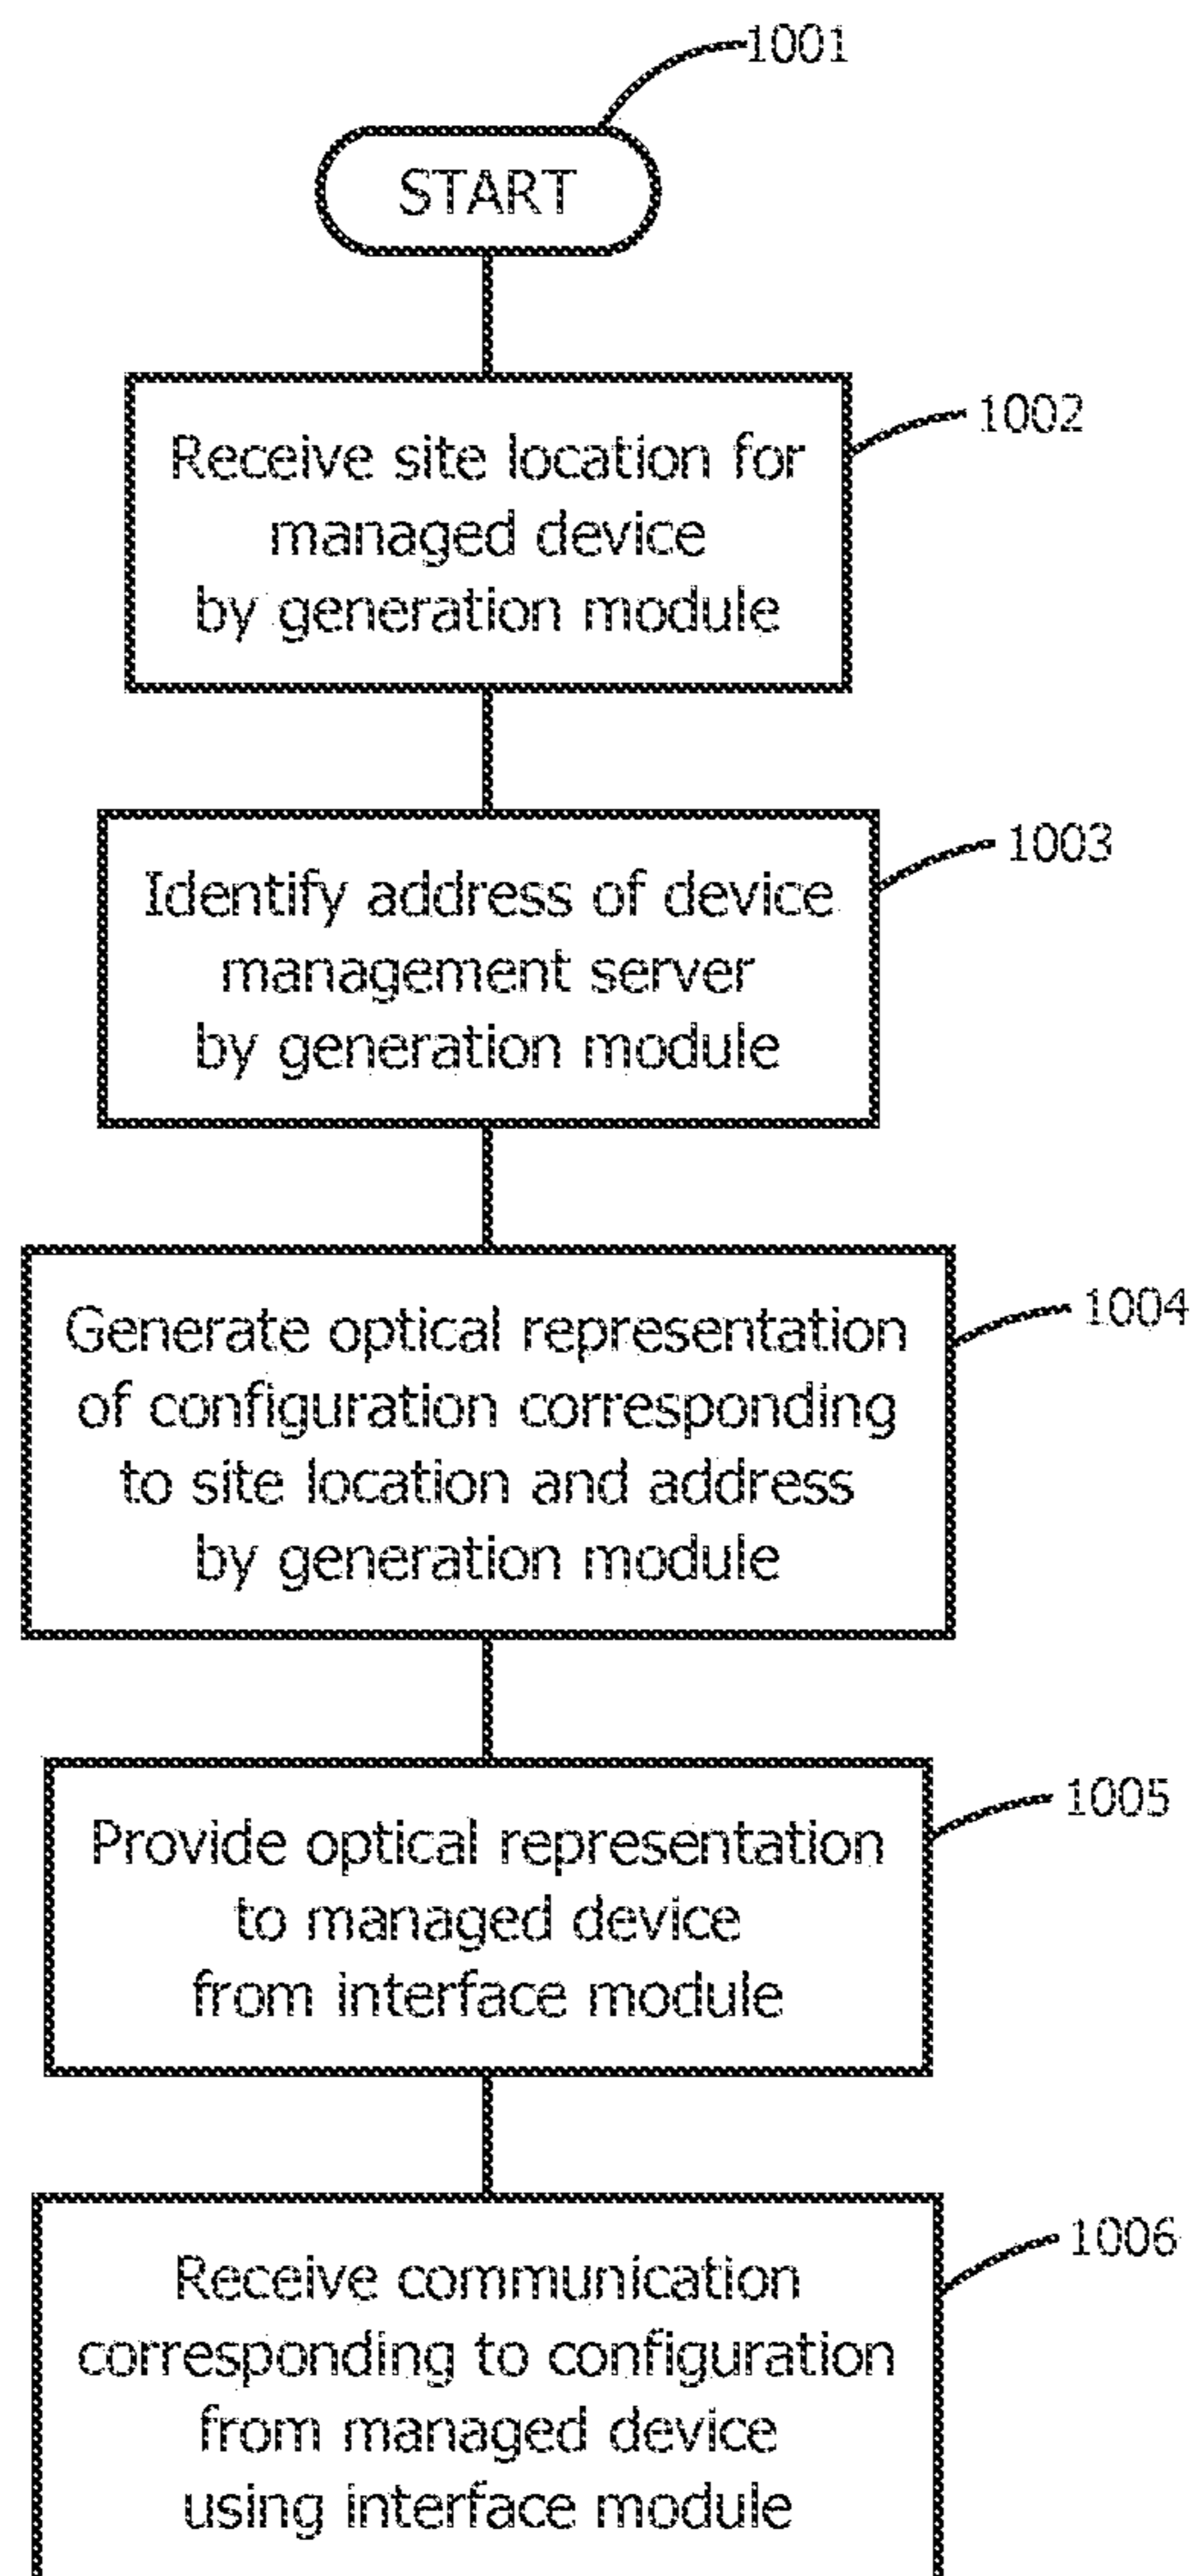 1001
START
1002
Receive site location for
managed device
by generation module
1003
Identify address of device
management server
by generation module
1004
Generate optical representation
of configuration corresponding
to site location and address
by generation module
1005
Provide optical representation
to managed device
from interface module
1006
Receive communication
corresponding to configuration
from managed device
using interface module